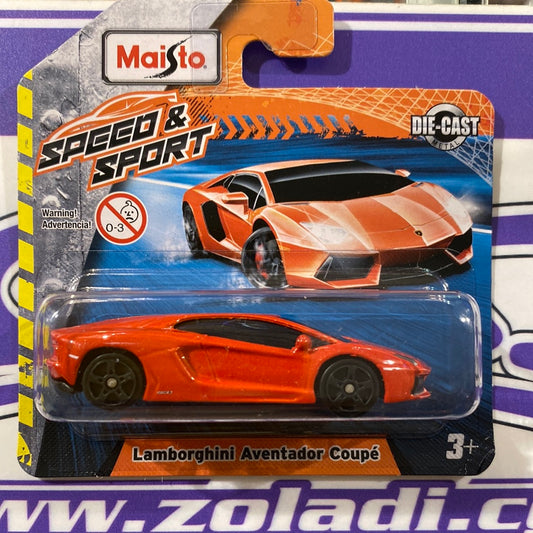 Maisto
SPEED &
SPORT
DIE-CAST
METAL
Warning!
Advertencia!
0-3
Lamborghini Aventador Coupé
3+
www.zoladi.c